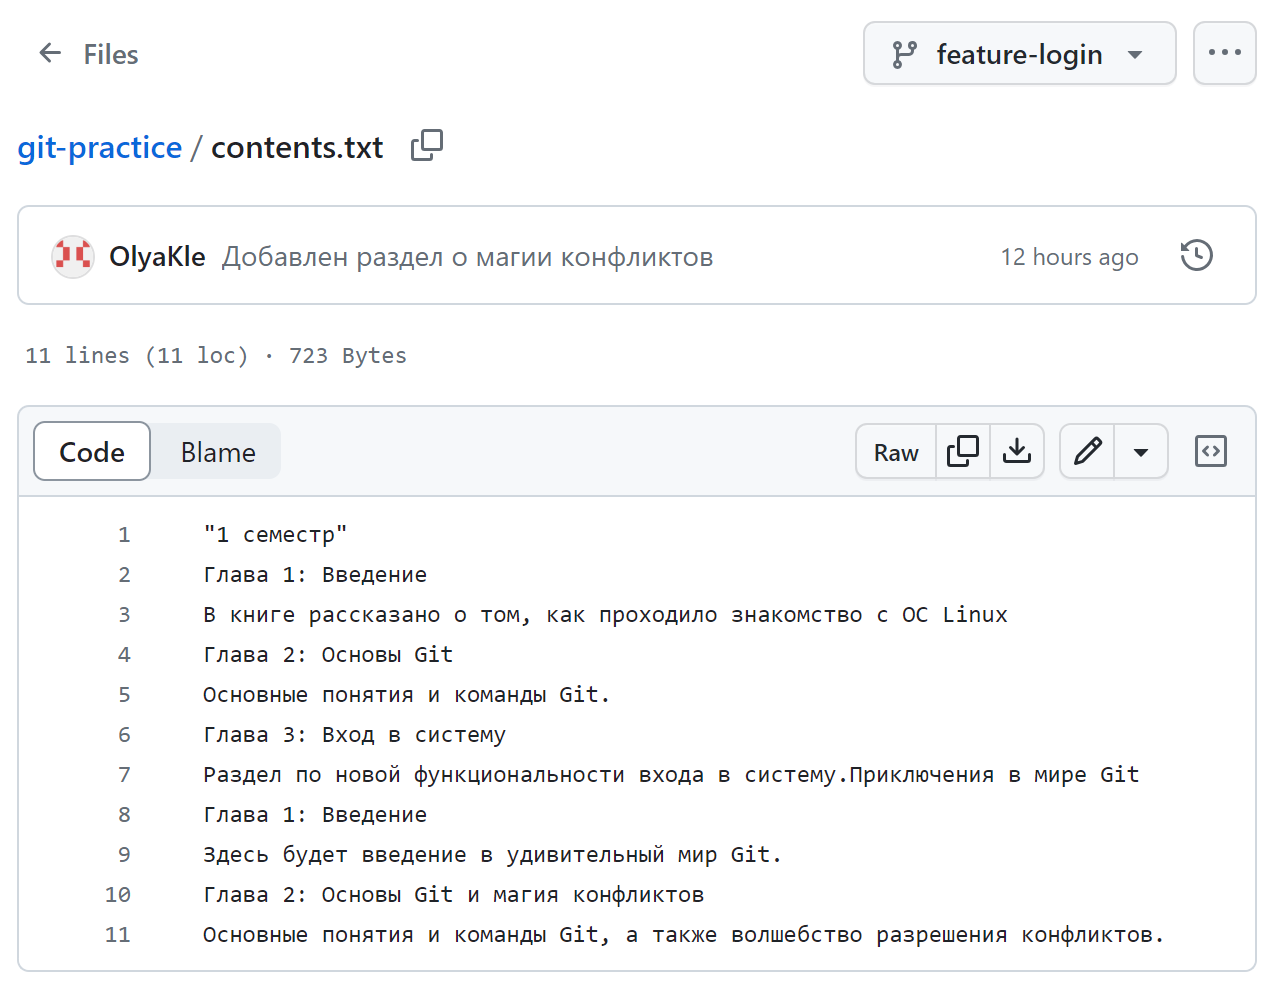 Files
feature-login
git-practice / contents.txt
OlyaKle Добавлен раздел о магии конфликтов 12 hours ago
11 lines (11 loc) · 723 Bytes
Code Blame Raw
1 "1 семестр"
2 Глава 1: Введение
3 В книге рассказано о том, как проходило знакомство с ОС Linux
4 Глава 2: Основы Git
5 Основные понятия и команды Git.
6 Глава 3: Вход в систему
7 Раздел по новой функциональности входа в систему.Приключения в мире Git
8 Глава 1: Введение
9 Здесь будет введение в удивительный мир Git.
10 Глава 2: Основы Git и магия конфликтов
11 Основные понятия и команды Git, а также волшебство разрешения конфликтов.